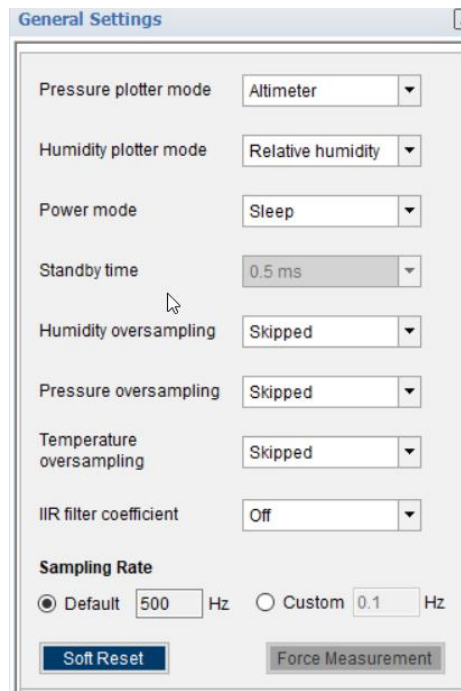 General Settings
Pressure plotter mode Altimeter
Humidity plotter mode Relative humidity
Power mode Sleep
Standby time 0.5 ms
Humidity oversampling Skipped
Pressure oversampling Skipped
Temperature
oversampling Skipped
IIR filter coefficient Off
Sampling Rate
Default 500 Hz Custom 0.1 Hz
Soft Reset Force Measurement